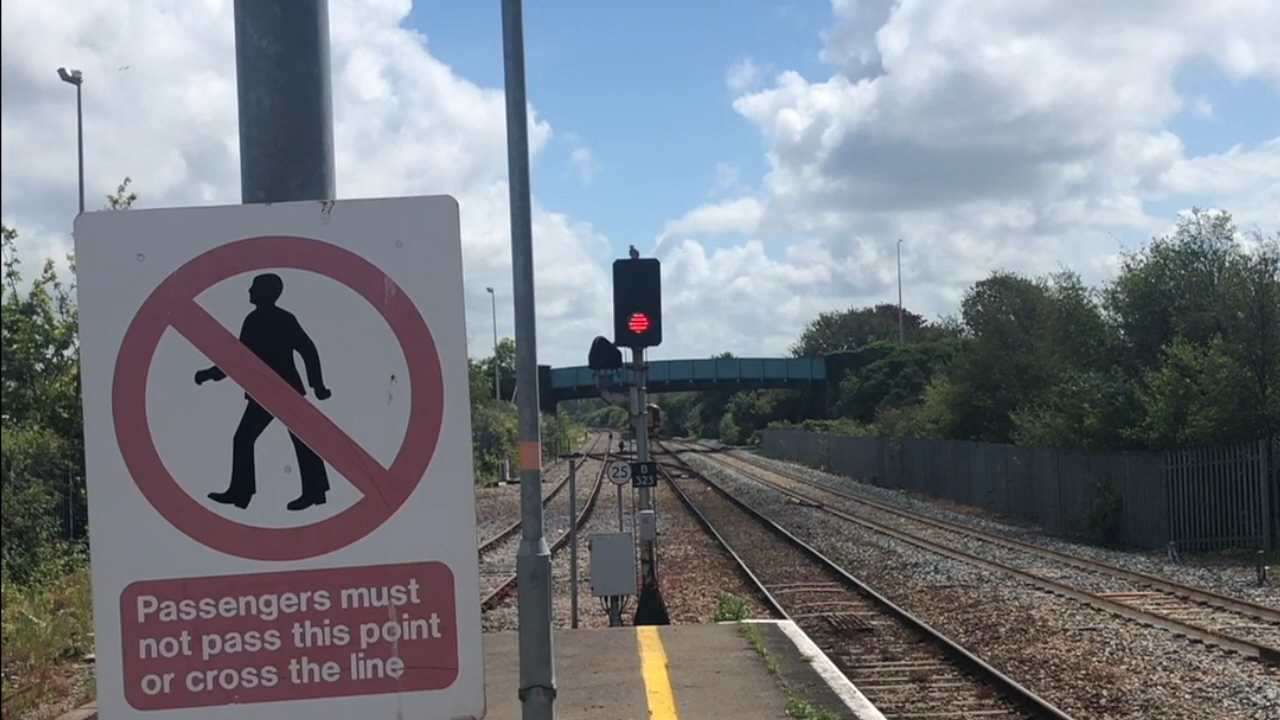 Passengers must
not pass this point
or cross the line
25
B
323